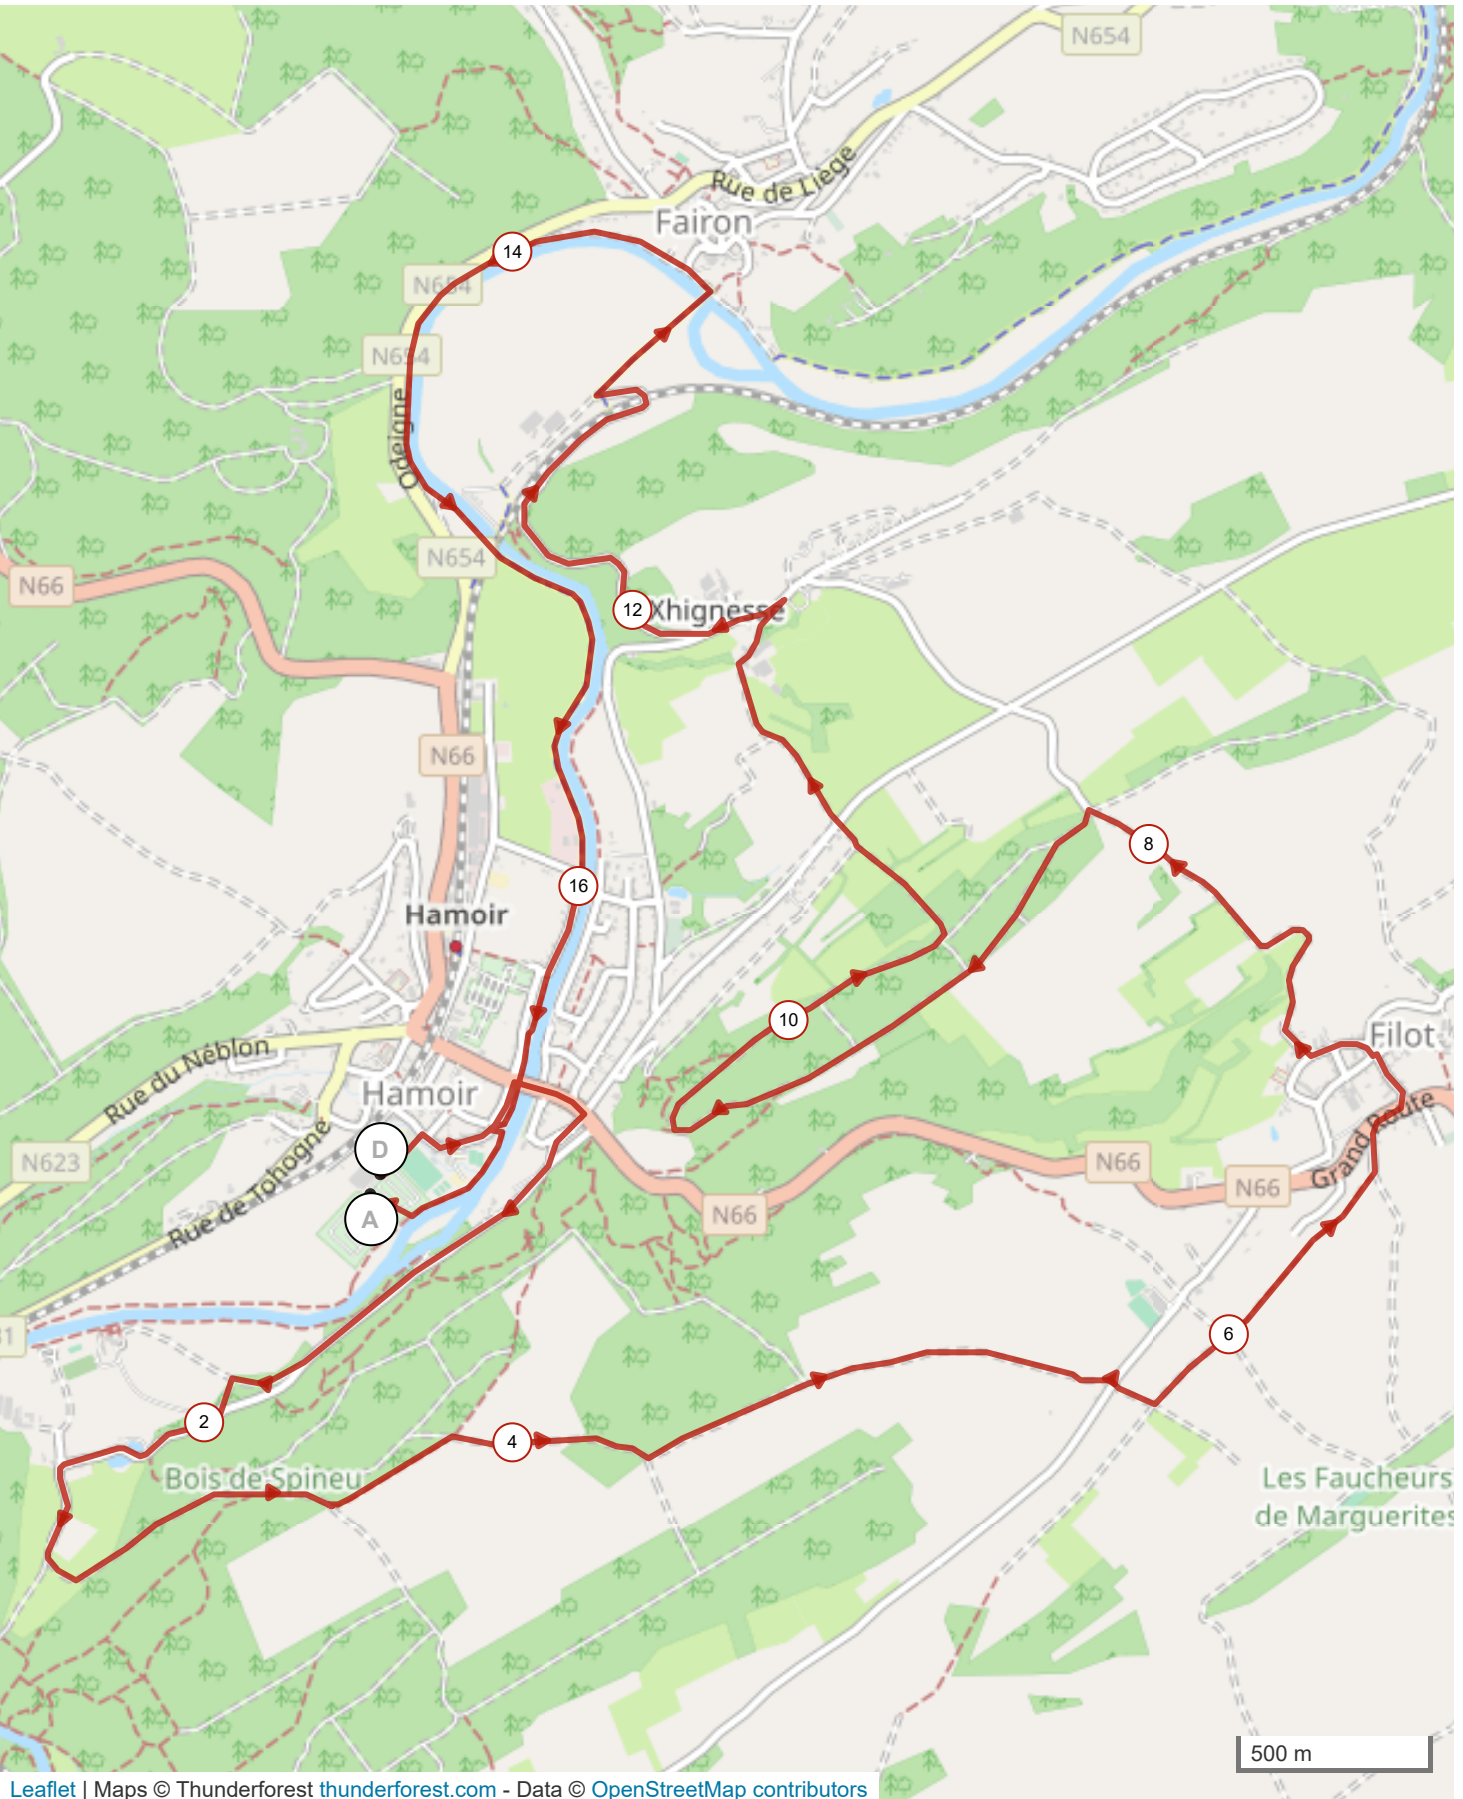 N654
Rue de Liège
Fairon
14
N654
N654
Odeigne
N654
N66
12
Xhignesse
N66
8
16
Hamoir
10
Filot
Rue du Néblon
Hamoir
Grand Route
D
N623
N66
N66
Rue de Tohogne
A
N66
31
6
2
4
Bois de Spineu
Les Faucheurs
de Marguerites
500 m
Leaflet | Maps © Thunderforest thunderforest.com - Data © OpenStreetMap contributors